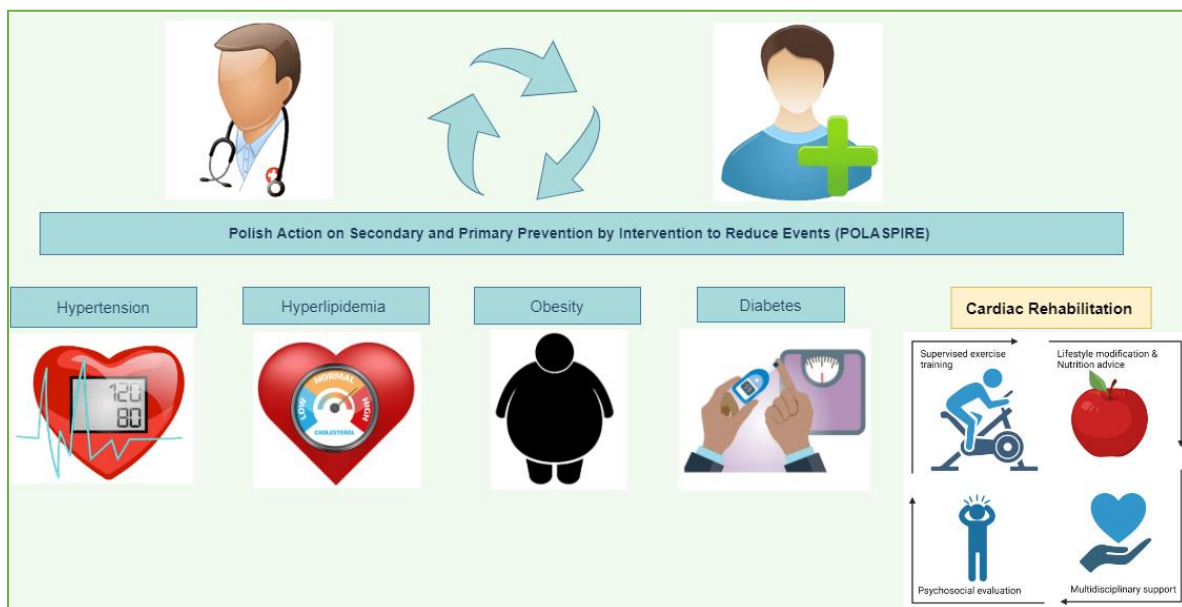 Polish Action on Secondary and Primary Prevention by Intervention to Reduce Events (POLASPIRE)
Hypertension
Hyperlipidemia
Obesity
Diabetes
Cardiac Rehabilitation
120
80
LOW
NORMAL
HIGH
CHOLESTEROL
Supervised exercise
training
Lifestyle modification &
Nutrition advice
Psychosocial evaluation
Multidisciplinary support